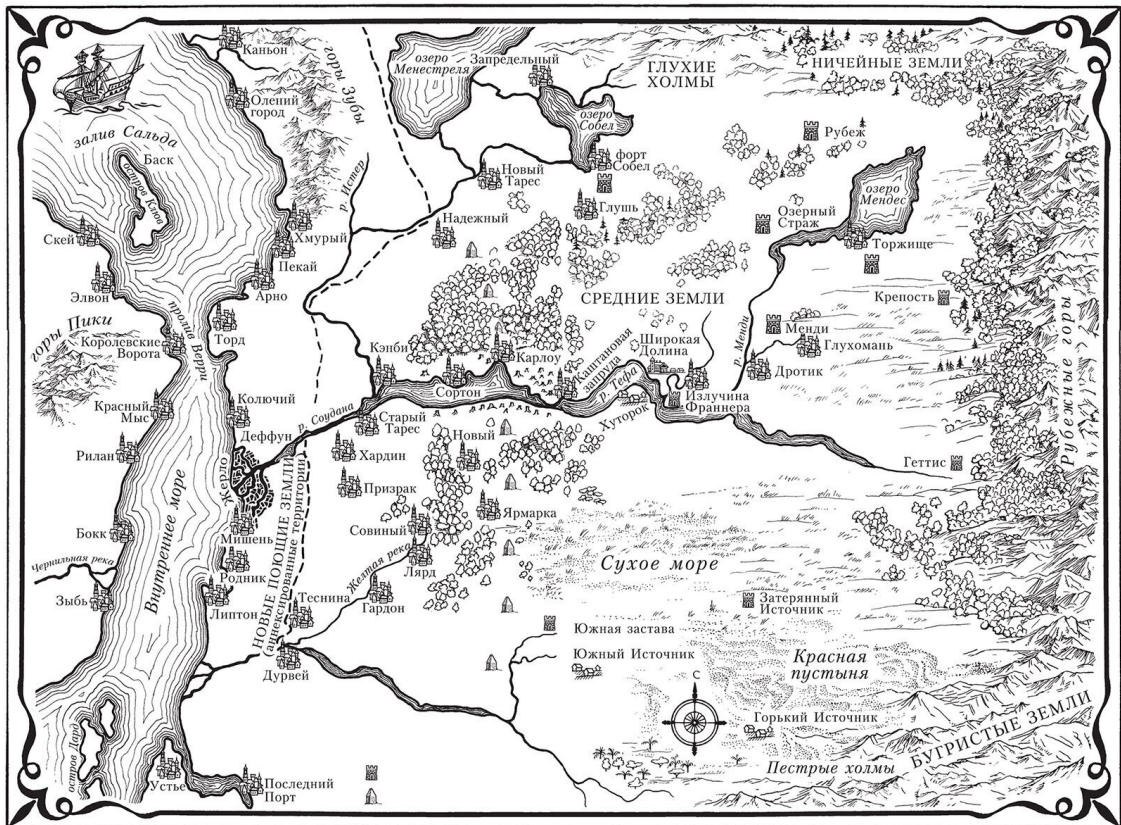 Каньон
Олений
город
залив Сальда
Баск
остров Кехов
Скей
Элвон
горы Пики
Королевские
Ворота
пролив Верри
Торд
Арно
Пекай
Хмурый
горы Зубы
р. Истер
озеро
Менестреля
Запредельный
озеро
Собел
ГЛУХИЕ
ХОЛМЫ
НИЧЕЙНЫЕ ЗЕМЛИ
Рубеж
форт
Собел
Новый
Тарес
Надежный
Глушь
Озерный
Страж
озеро
Мендес
Торжище
Крепость
СРЕДНИЕ ЗЕМЛИ
р. Менди
Менди
Глухомань
Дротик
Широкая
Долина
Каштановая
запруда
р. Тефа
Хуторок
Излучина
Франнера
Карлоу
Кэнби
Сортон
Старый
Тарес
р. Соудана
Красный
Мыс
Колючий
Деффун
Рилан
Жерло
Хардин
Новый
Призрак
Геттис
Рубежные горы
Внутреннее море
НОВЫЕ ПОЮЩИЕ ЗЕМЛИ
(аннексированные территории)
Бокк
Мишень
Совиный
Ярмарка
Чернильная река
Зыбь
Родник
Липтон
Желтая река
Лярд
Теснина
Гардон
Сухое море
Затерянный
Источник
Южная застава
Южный Источник
Дурвей
Красная
пустыня
С
Горький Источник
БУГРИСТЫЕ ЗЕМЛИ
Пестрые холмы
остров Дарб
Устье
Последний
Порт